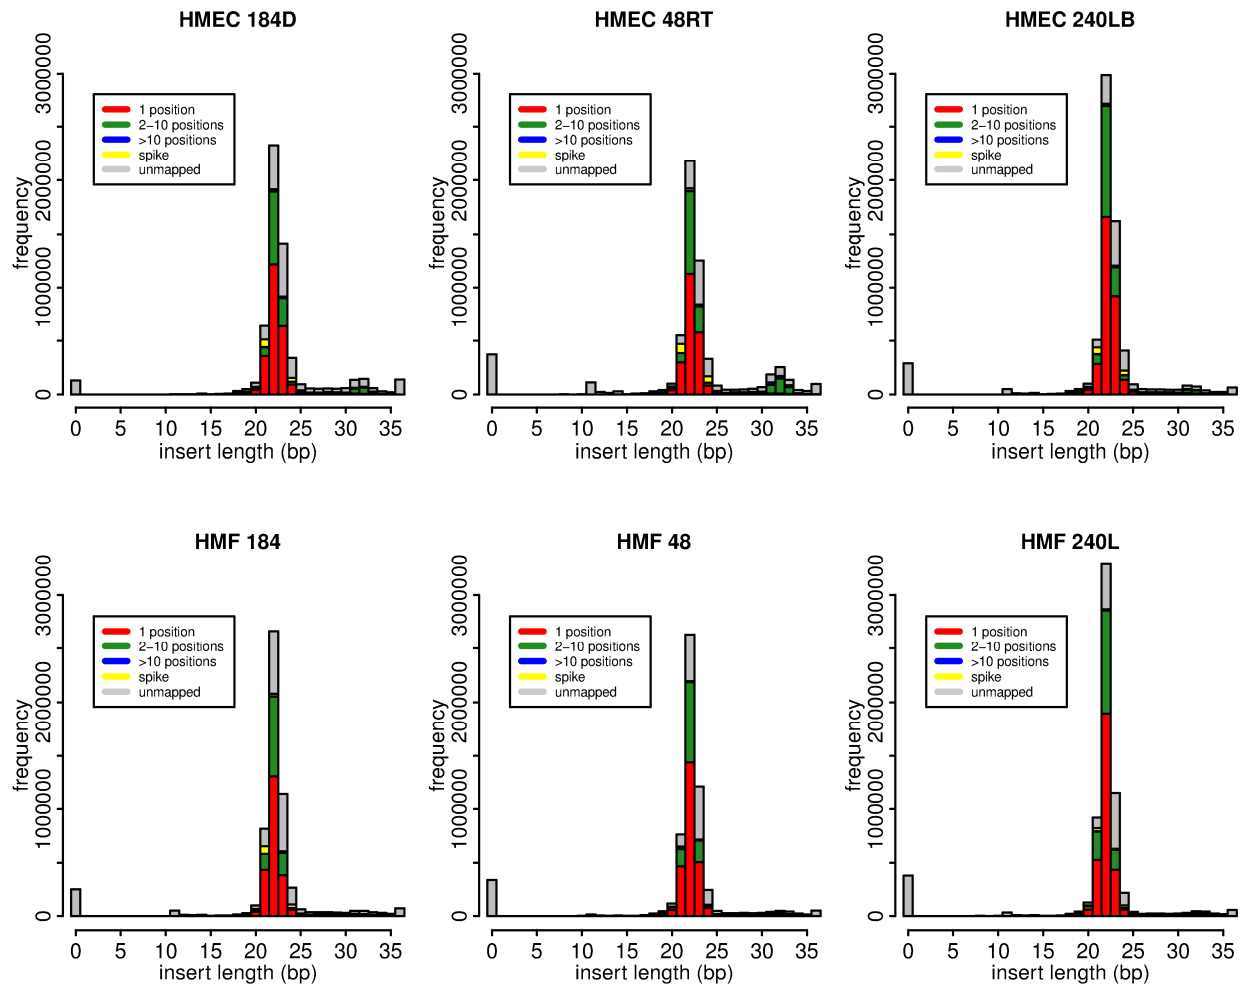 HMEC 184D
frequency
0 1000000 2000000 3000000
1 position
2−10 positions
>10 positions
spike
unmapped
0 5 10 15 20 25 30 35
insert length (bp)
HMEC 48RT
frequency
0 1000000 2000000 3000000
1 position
2−10 positions
>10 positions
spike
unmapped
0 5 10 15 20 25 30 35
insert length (bp)
HMEC 240LB
frequency
0 1000000 2000000 3000000
1 position
2−10 positions
>10 positions
spike
unmapped
0 5 10 15 20 25 30 35
insert length (bp)
HMF 184
frequency
0 1000000 2000000 3000000
1 position
2−10 positions
>10 positions
spike
unmapped
0 5 10 15 20 25 30 35
insert length (bp)
HMF 48
frequency
0 1000000 2000000 3000000
1 position
2−10 positions
>10 positions
spike
unmapped
0 5 10 15 20 25 30 35
insert length (bp)
HMF 240L
frequency
0 1000000 2000000 3000000
1 position
2−10 positions
>10 positions
spike
unmapped
0 5 10 15 20 25 30 35
insert length (bp)